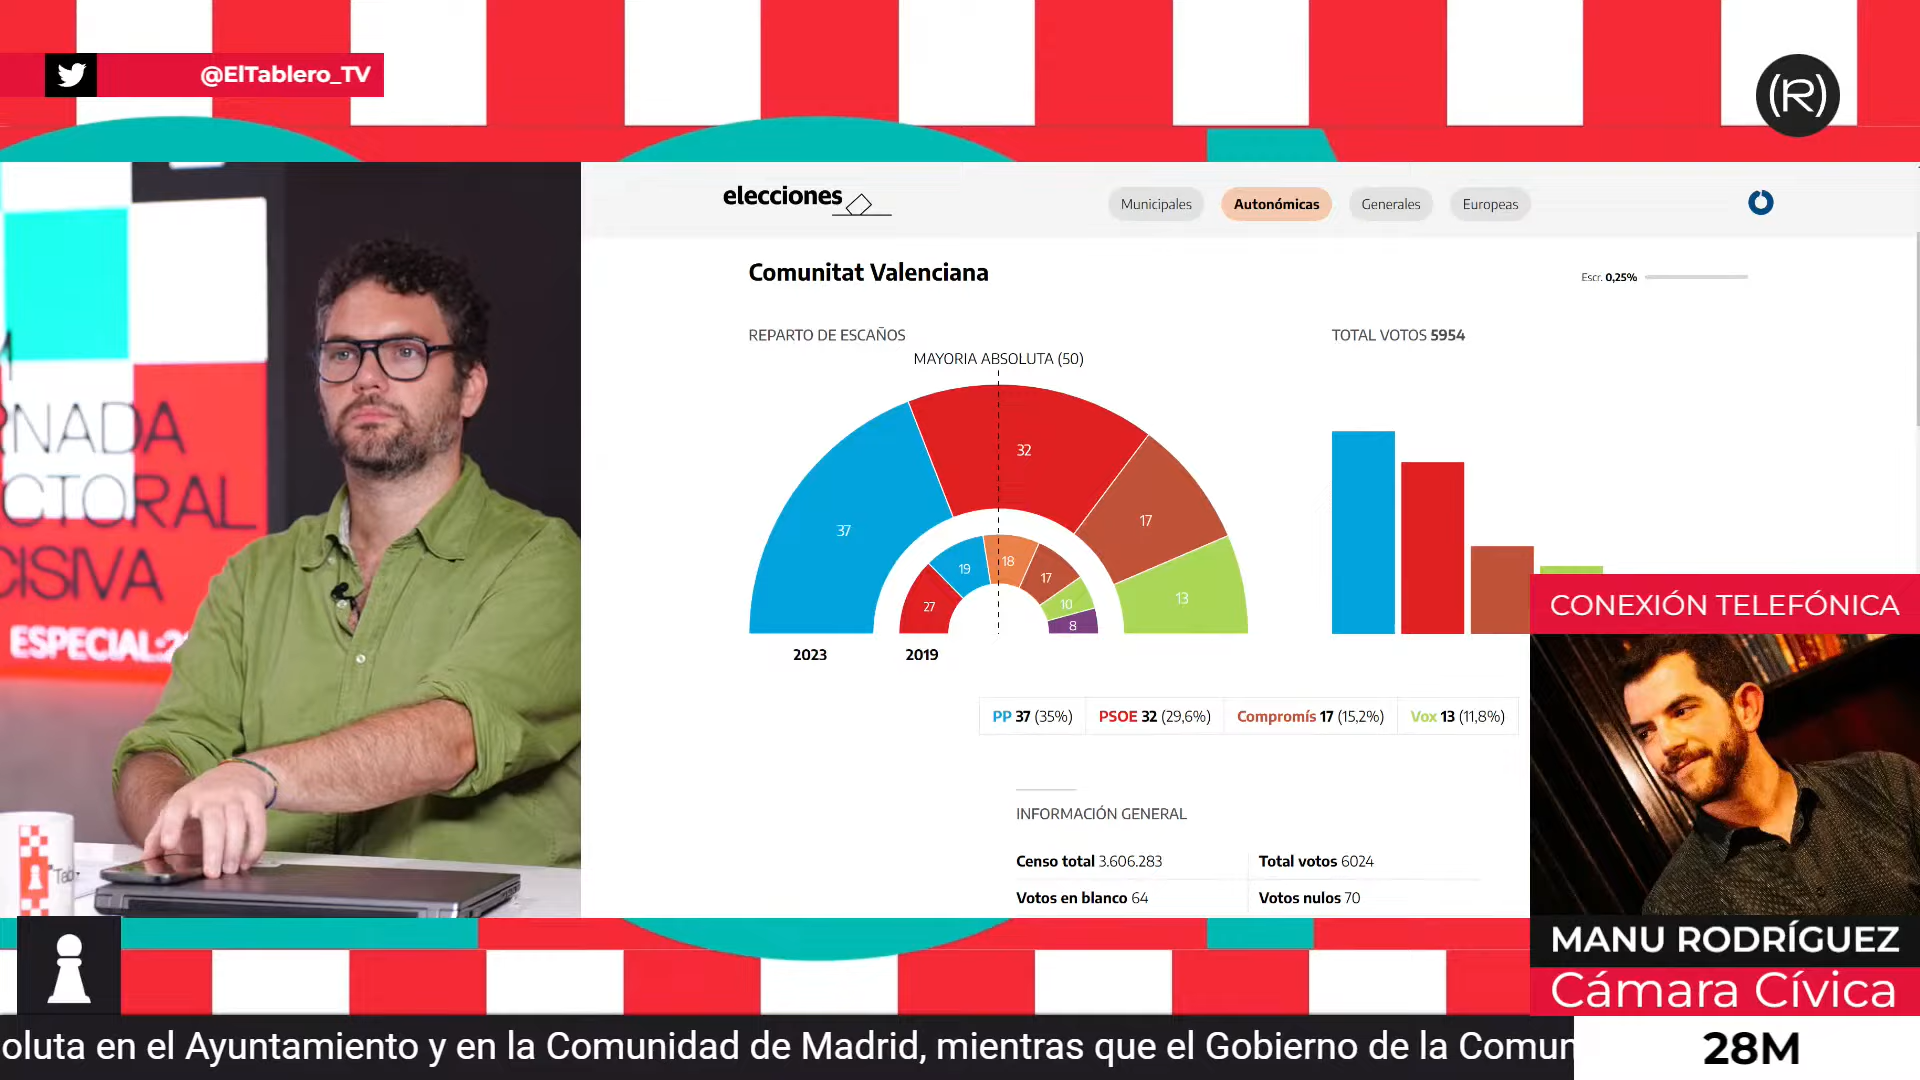 @ElTablero_TV
(R)
RNADA
CTORAL
CISIVA
ESPECIAL:2
elecciones
Municipales
Autonómicas
Generales
Europeas
Comunitat Valenciana
Escr. 0,25%
REPARTO DE ESCAÑOS
TOTAL VOTOS 5954
MAYORIA ABSOLUTA (50)
37
32
17
13
27
19
18
17
10
8
2023
2019
PP 37 (35%)
PSOE 32 (29,6%)
Compromís 17 (15,2%)
Vox 13 (11,8%)
INFORMACIÓN GENERAL
Censo total 3.606.283
Total votos 6024
Votos en blanco 64
Votos nulos 70
CONEXIÓN TELEFÓNICA
MANU RODRÍGUEZ
Cámara Cívica
oluta en el Ayuntamiento y en la Comunidad de Madrid, mientras que el Gobierno de la Comun
28M